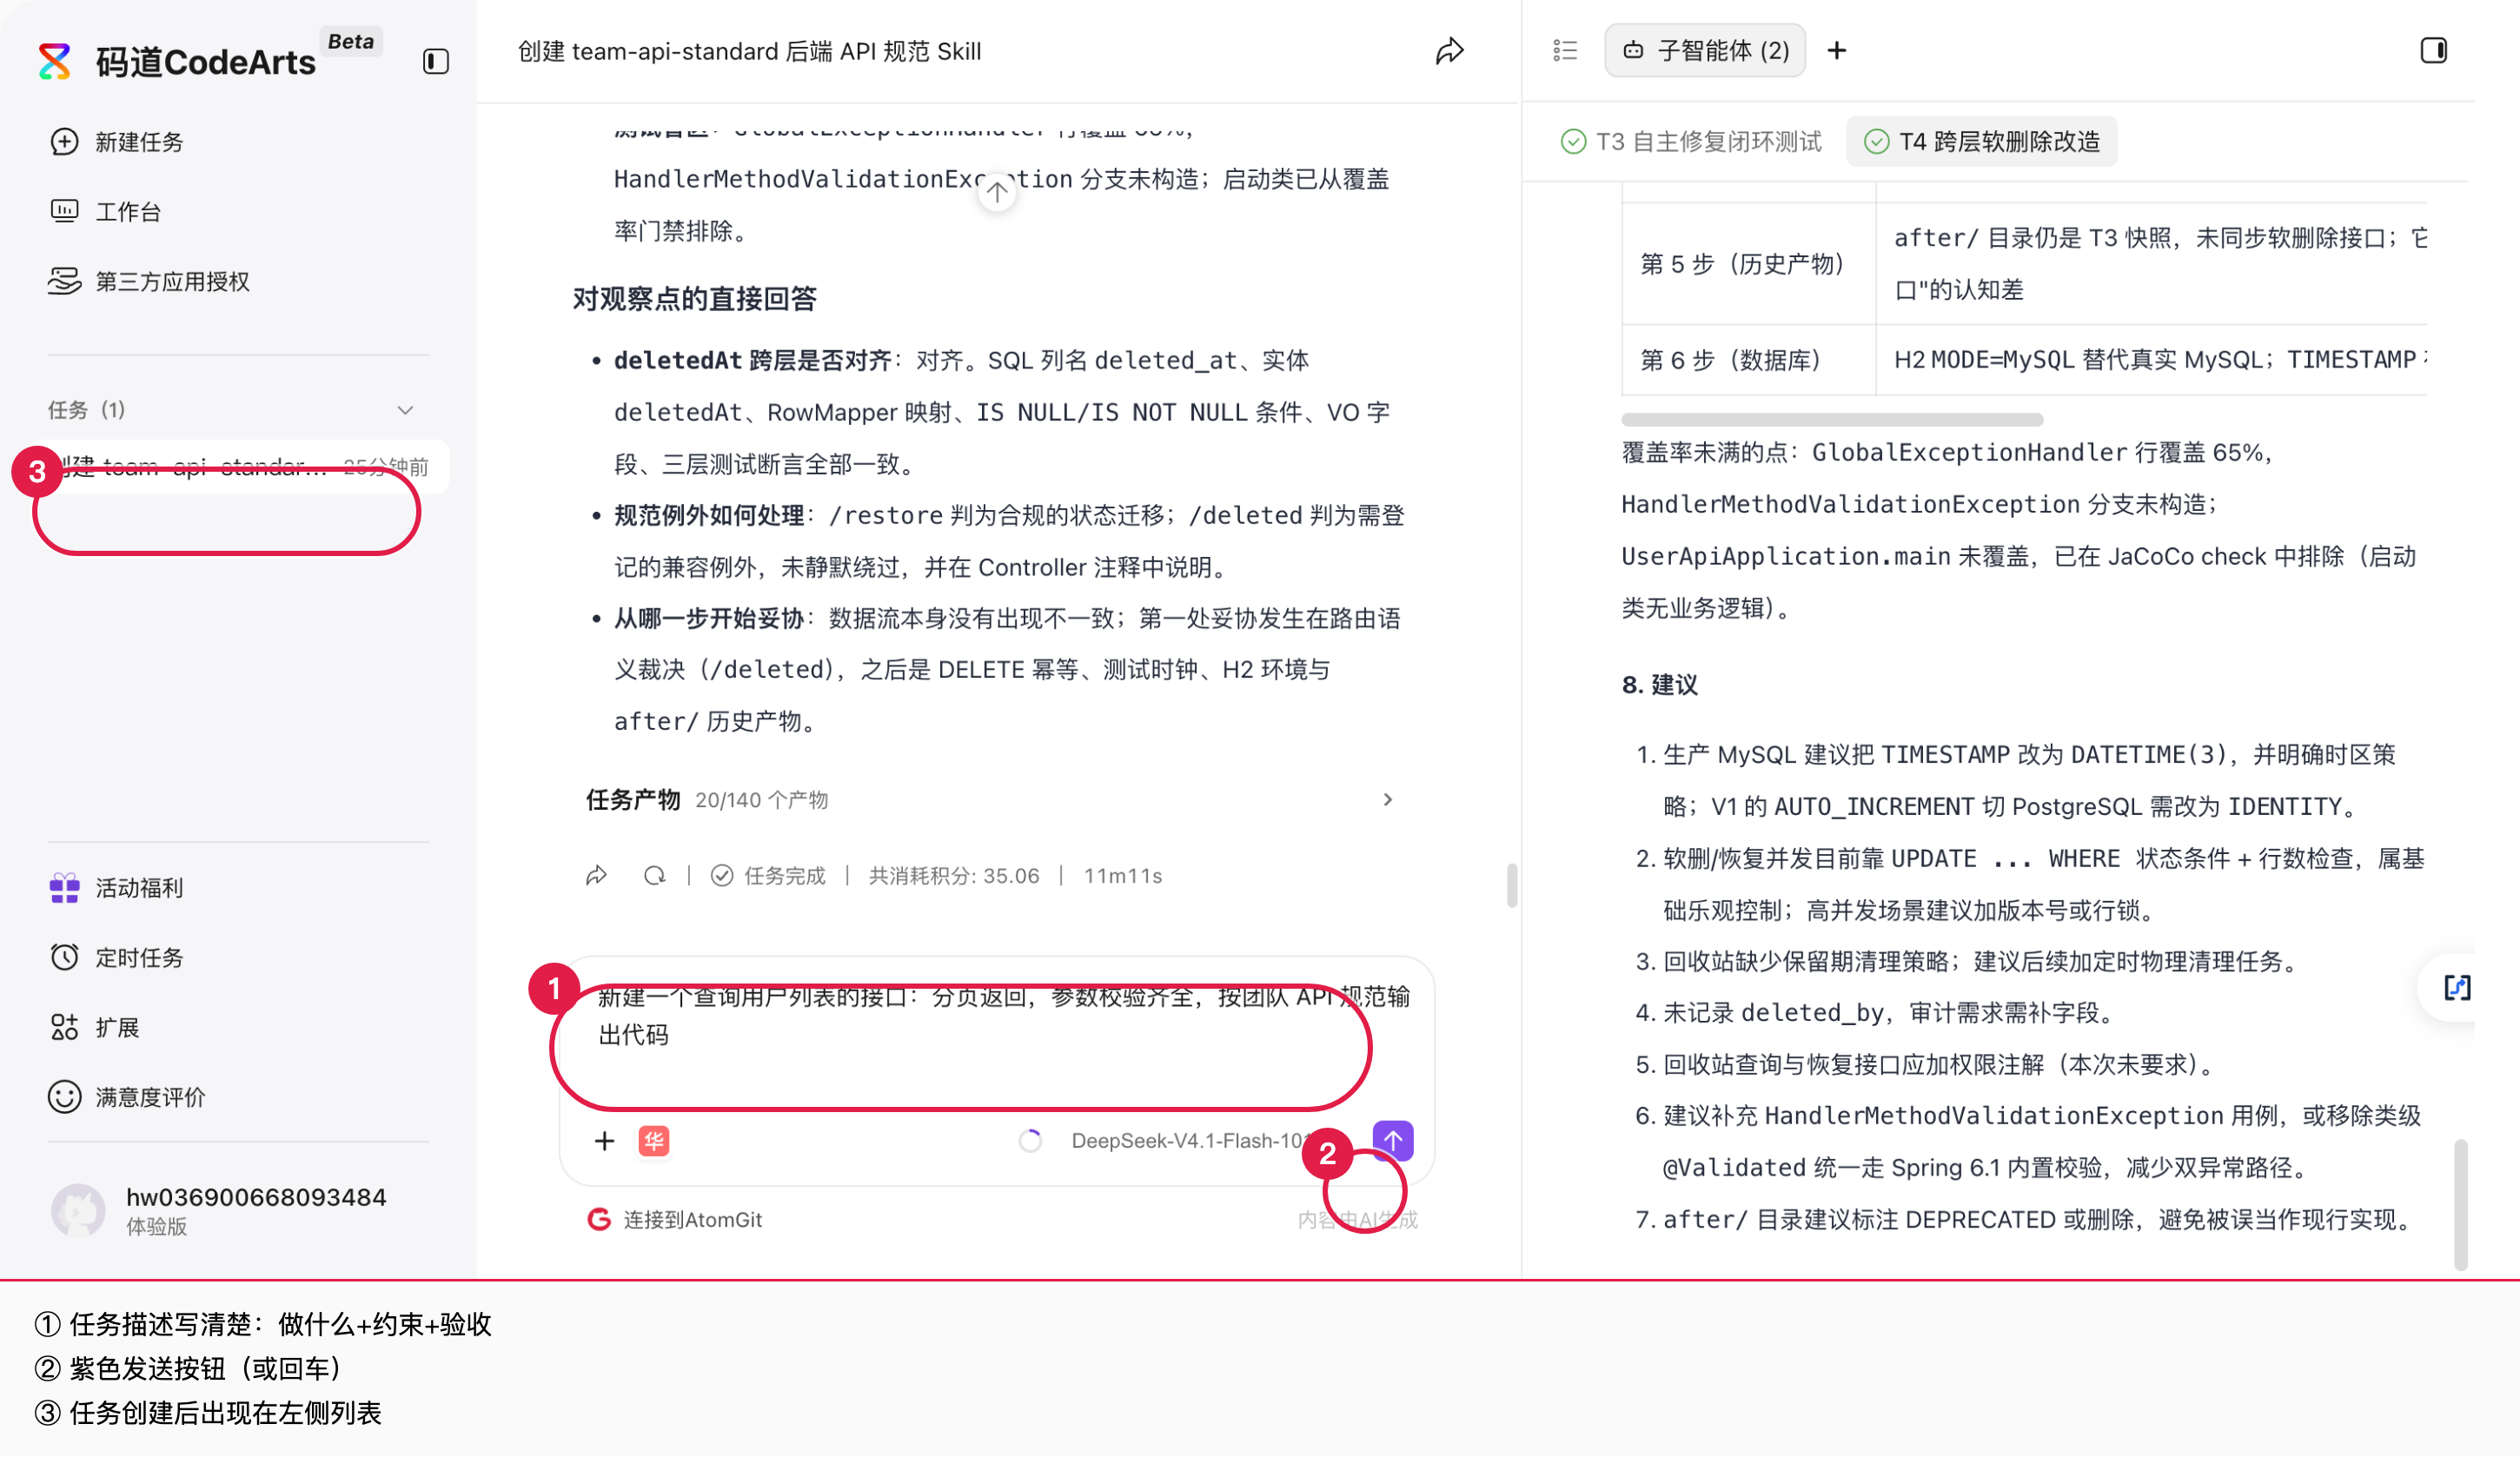 码道CodeArts
Beta
新建任务
工作台
第三方应用授权
任务（1）
3
创建 team-api-standar... 25分钟前
活动福利
定时任务
扩展
满意度评价
hw036900668093484
体验版
创建 team-api-standard 后端 API 规范 Skill
HandlerMethodValidationException 分支未构造；启动类已从覆盖
率门禁排除。
对观察点的直接回答
• deletedAt 跨层是否对齐：对齐。SQL 列名 deleted_at、实体
deletedAt、RowMapper 映射、IS NULL/IS NOT NULL 条件、VO 字
段、三层测试断言全部一致。
• 规范例外如何处理：/restore 判为合规的状态迁移；/deleted 判为需登
记的兼容例外，未静默绕过，并在 Controller 注释中说明。
• 从哪一步开始妥协：数据流本身没有出现不一致；第一处妥协发生在路由语
义裁决（/deleted），之后是 DELETE 幂等、测试时钟、H2 环境与
after/ 历史产物。
任务产物 20/140 个产物
任务完成 | 共消耗积分: 35.06 | 11m11s
1
新建一个查询用户列表的接口：分页返回，参数校验齐全，按团队 API 规范输
出代码
华
DeepSeek-V4.1-Flash-101
2
连接到AtomGit
内容由AI生成
子智能体 (2)
T3 自主修复闭环测试
T4 跨层软删除改造
第 5 步（历史产物）
after/ 目录仍是 T3 快照，未同步软删除接口；它
口"的认知差
第 6 步（数据库）
H2 MODE=MySQL 替代真实 MySQL；TIMESTAMP
覆盖率未满的点：GlobalExceptionHandler 行覆盖 65%，
HandlerMethodValidationException 分支未构造；
UserApiApplication.main 未覆盖，已在 JaCoCo check 中排除（启动
类无业务逻辑）。
8. 建议
1. 生产 MySQL 建议把 TIMESTAMP 改为 DATETIME(3)，并明确时区策
略；V1 的 AUTO_INCREMENT 切 PostgreSQL 需改为 IDENTITY。
2. 软删/恢复并发目前靠 UPDATE ... WHERE 状态条件 + 行数检查，属基
础乐观控制；高并发场景建议加版本号或行锁。
3. 回收站缺少保留期清理策略；建议后续加定时物理清理任务。
4. 未记录 deleted_by，审计需求需补字段。
5. 回收站查询与恢复接口应加权限注解（本次未要求）。
6. 建议补充 HandlerMethodValidationException 用例，或移除类级
@Validated 统一走 Spring 6.1 内置校验，减少双异常路径。
7. after/ 目录建议标注 DEPRECATED 或删除，避免被误当作现行实现。
① 任务描述写清楚：做什么+约束+验收
② 紫色发送按钮（或回车）
③ 任务创建后出现在左侧列表